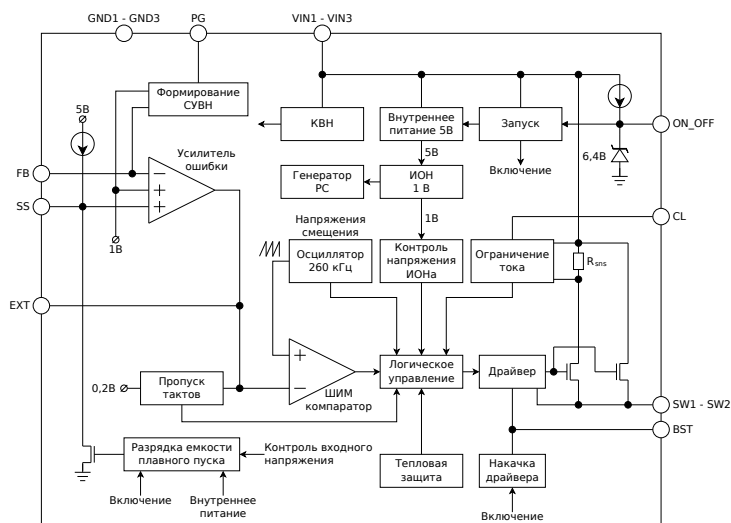 GND1 - GND3
PG
VIN1 - VIN3
Формирование
СУВН
5В
КВН
Внутреннее
питание 5В
Запуск
ON_OFF
6,4В
Усилитель
ошибки
5В
Включение
FB
Генератор
РС
ИОН
1 В
SS
1В
1В
Напряжения
смещения
CL
Осциллятор
260 кГц
Контроль
напряжения
ИОНа
Ограничение
тока
Rsns
EXT
0,2В
Пропуск
тактов
ШИМ
компаратор
Логическое
управление
Драйвер
SW1 - SW2
BST
Разрядка емкости
плавного пуска
Контроль входного
напряжения
Тепловая
защита
Накачка
драйвера
Включение
Внутреннее
питание
Включение